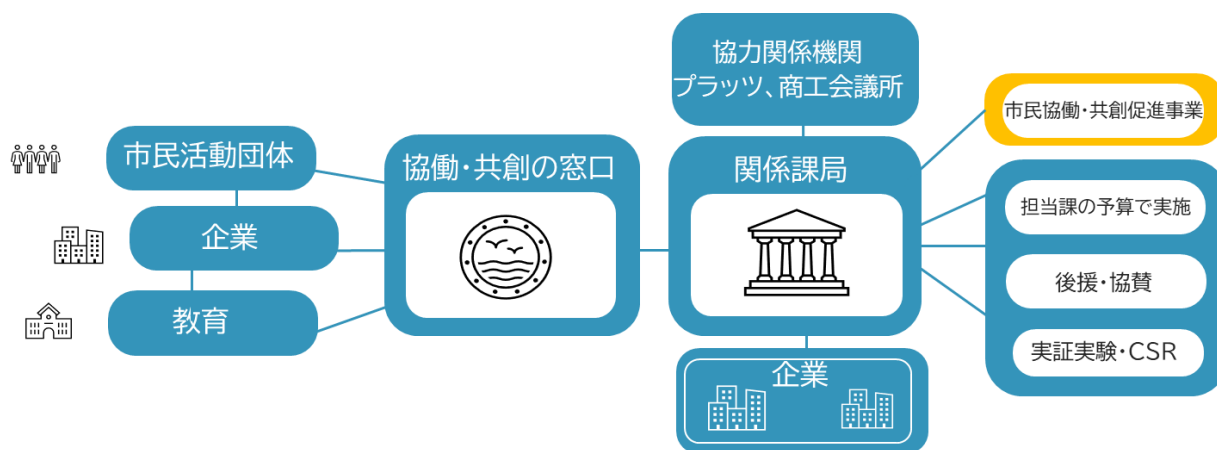 市民活動団体
企業
教育
協働・共創の窓口
協力関係機関
プラッツ、商工会議所
関係課局
企業
市民協働・共創促進事業
担当課の予算で実施
後援・協賛
実証実験・CSR